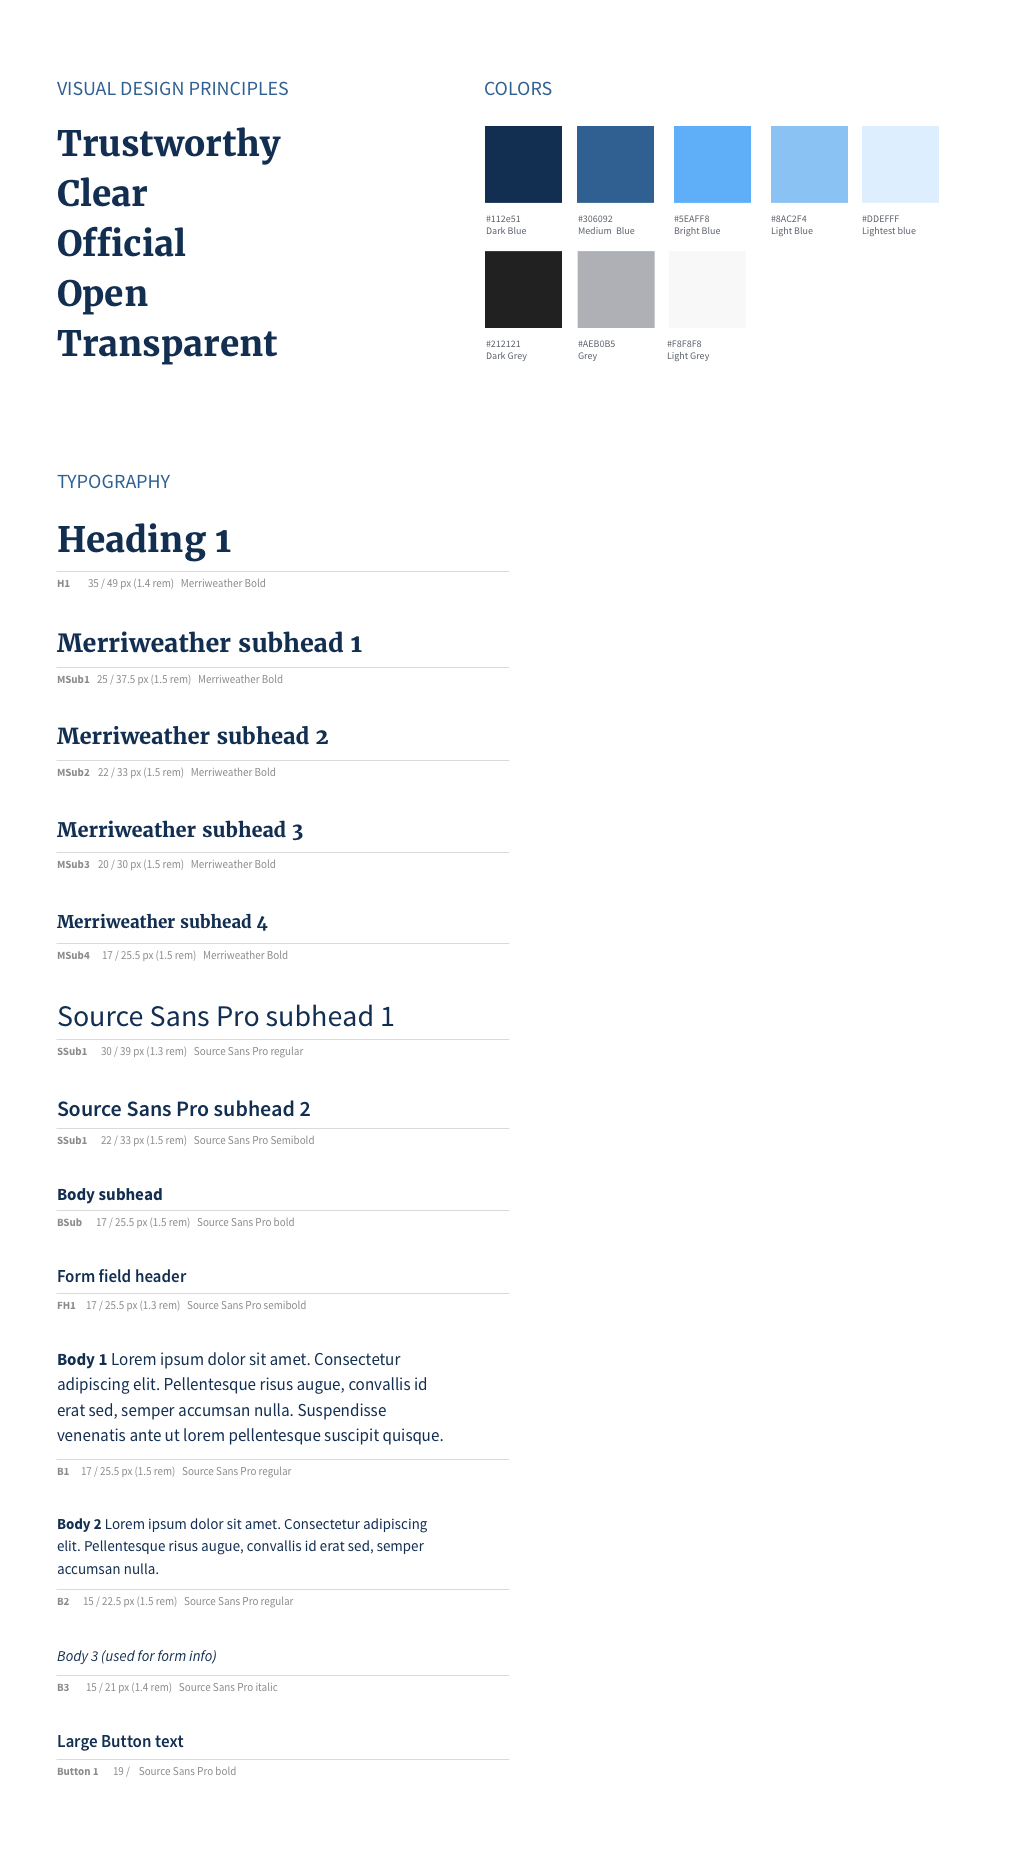 VISUAL DESIGN PRINCIPLES
Trustworthy
Clear
Official
Open
Transparent
COLORS
#112e51
Dark Blue
#306092
Medium  Blue
#5EAFF8
Bright Blue
#8AC2F4
Light Blue
#DDEFFF
Lightest blue
#212121
Dark Grey
#AEB0B5
Grey
#F8F8F8
Light Grey
TYPOGRAPHY
Heading 1
H1 35 / 49 px (1.4 rem) Merriweather Bold
Merriweather subhead 1
MSub1 25 / 37.5 px (1.5 rem) Merriweather Bold
Merriweather subhead 2
MSub2 22 / 33 px (1.5 rem) Merriweather Bold
Merriweather subhead 3
MSub3 20 / 30 px (1.5 rem) Merriweather Bold
Merriweather subhead 4
MSub4 17 / 25.5 px (1.5 rem) Merriweather Bold
Source Sans Pro subhead 1
SSub1 30 / 39 px (1.3 rem) Source Sans Pro regular
Source Sans Pro subhead 2
SSub1 22 / 33 px (1.5 rem) Source Sans Pro Semibold
Body subhead
BSub 17 / 25.5 px (1.5 rem) Source Sans Pro bold
Form field header
FH1 17 / 25.5 px (1.3 rem) Source Sans Pro semibold
Body 1 Lorem ipsum dolor sit amet. Consectetur
adipiscing elit. Pellentesque risus augue, convallis id
erat sed, semper accumsan nulla. Suspendisse
venenatis ante ut lorem pellentesque suscipit quisque.
B1 17 / 25.5 px (1.5 rem) Source Sans Pro regular
Body 2 Lorem ipsum dolor sit amet. Consectetur adipiscing
elit. Pellentesque risus augue, convallis id erat sed, semper
accumsan nulla.
B2 15 / 22.5 px (1.5 rem) Source Sans Pro regular
Body 3 (used for form info)
B3 15 / 21 px (1.4 rem) Source Sans Pro italic
Large Button text
Button 1 19 / Source Sans Pro bold